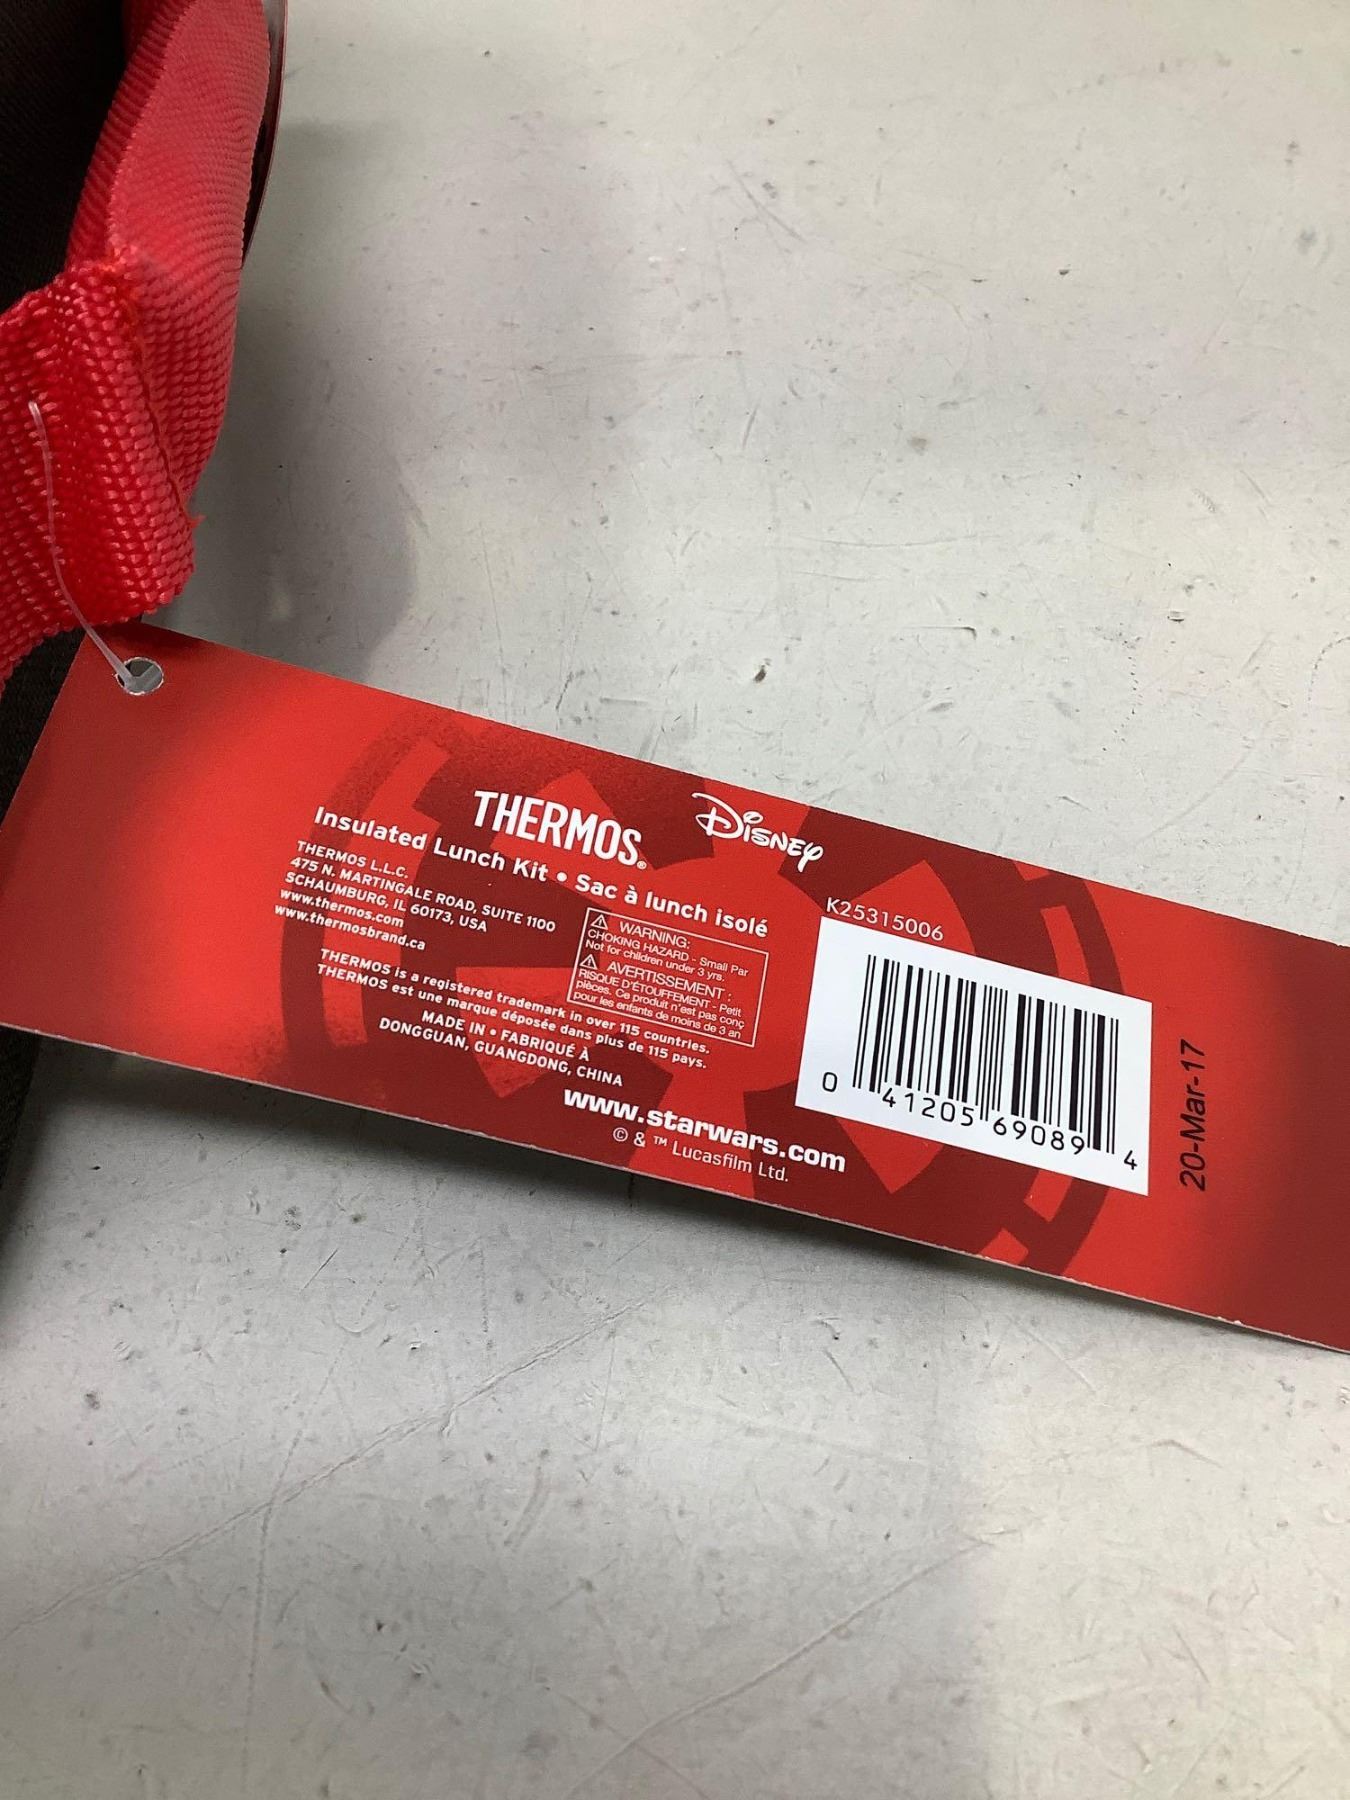 THERMOS®
Disney
Insulated Lunch Kit • Sac à lunch isolé
THERMOS L.L.C.
475 N. MARTINGALE ROAD, SUITE 1100
SCHAUMBURG, IL 60173, USA
www.thermos.com
www.thermosbrand.ca
WARNING:
CHOKING HAZARD - Small Par
Not for children under 3 yrs.
AVERTISSEMENT :
RISQUE D'ÉTOUFFEMENT - Petit
pièces. Ce produit n'est pas conç
pour les enfants de moins de 3 an
THERMOS is a registered trademark in over 115 countries.
THERMOS est une marque déposée dans plus de 115 pays.
MADE IN • FABRIQUÉ À
DONGGUAN, GUANGDONG, CHINA
www.starwars.com
© & ™ Lucasfilm Ltd.
K25315006
0 41205 69089 4
20-Mar-17